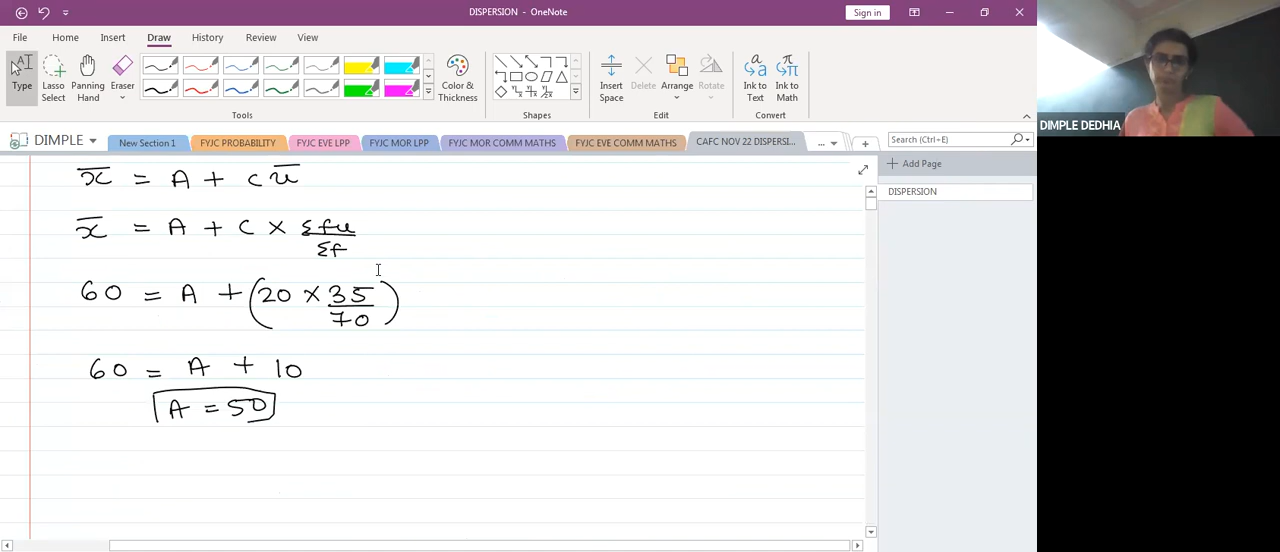 DISPERSION - OneNote
Sign in
File Home Insert Draw History Review View
Type
Lasso Select
Panning Hand
Eraser
Color & Thickness
Insert Space
Delete
Arrange
Rotate
Ink to Text
Ink to Math
Tools
Shapes
Edit
Convert
DIMPLE
New Section 1
FYJC PROBABILITY
FYJC EVE LPP
FYJC MOR LPP
FYJC MOR COMM MATHS
FYJC EVE COMM MATHS
CAFC NOV 22 DISPERSI...
...
Search (Ctrl+E)
Add Page
DISPERSION
DIMPLE DEDHIA
x̅ = A + c u̅
x̅ = A + c × Σfu/Σf
60 = A + (20 × 35/70)
60 = A + 10
A = 50